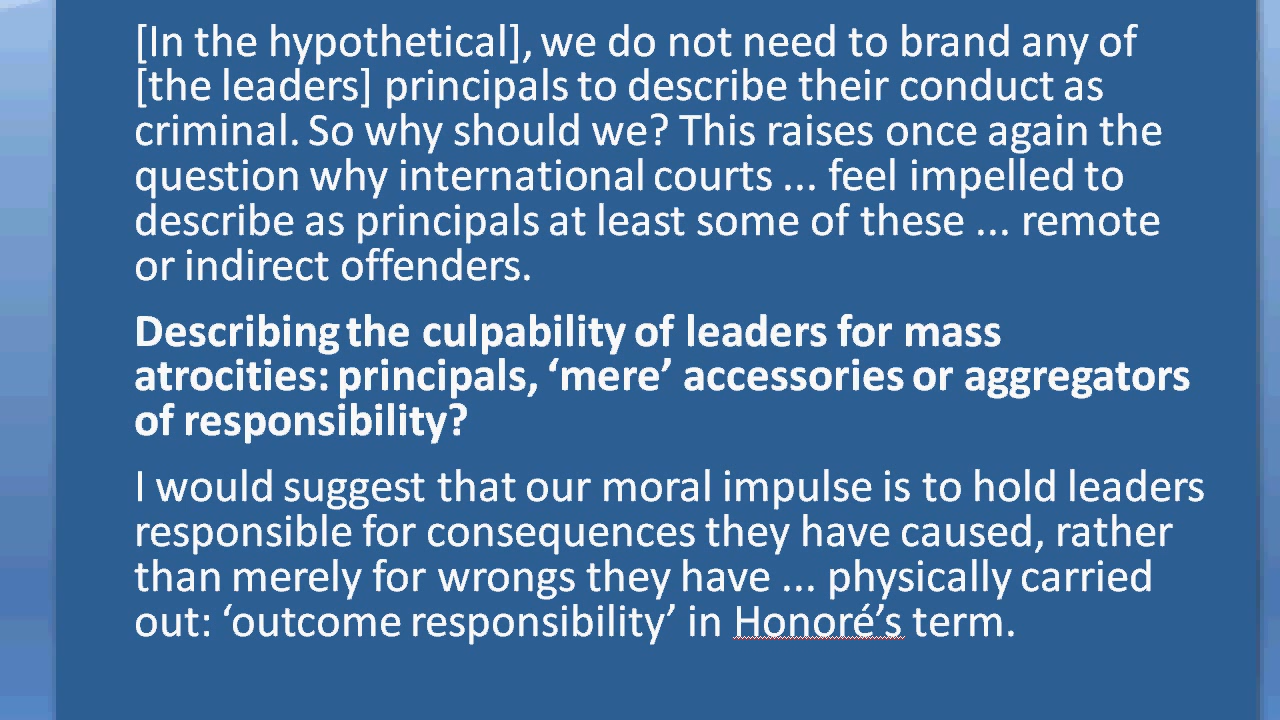 [In the hypothetical], we do not need to brand any of
[the leaders] principals to describe their conduct as
criminal. So why should we? This raises once again the
question why international courts ... feel impelled to
describe as principals at least some of these ... remote
or indirect offenders.
Describing the culpability of leaders for mass
atrocities: principals, ‘mere’ accessories or aggregators
of responsibility?
I would suggest that our moral impulse is to hold leaders
responsible for consequences they have caused, rather
than merely for wrongs they have ... physically carried
out: ‘outcome responsibility’ in Honoré’s term.